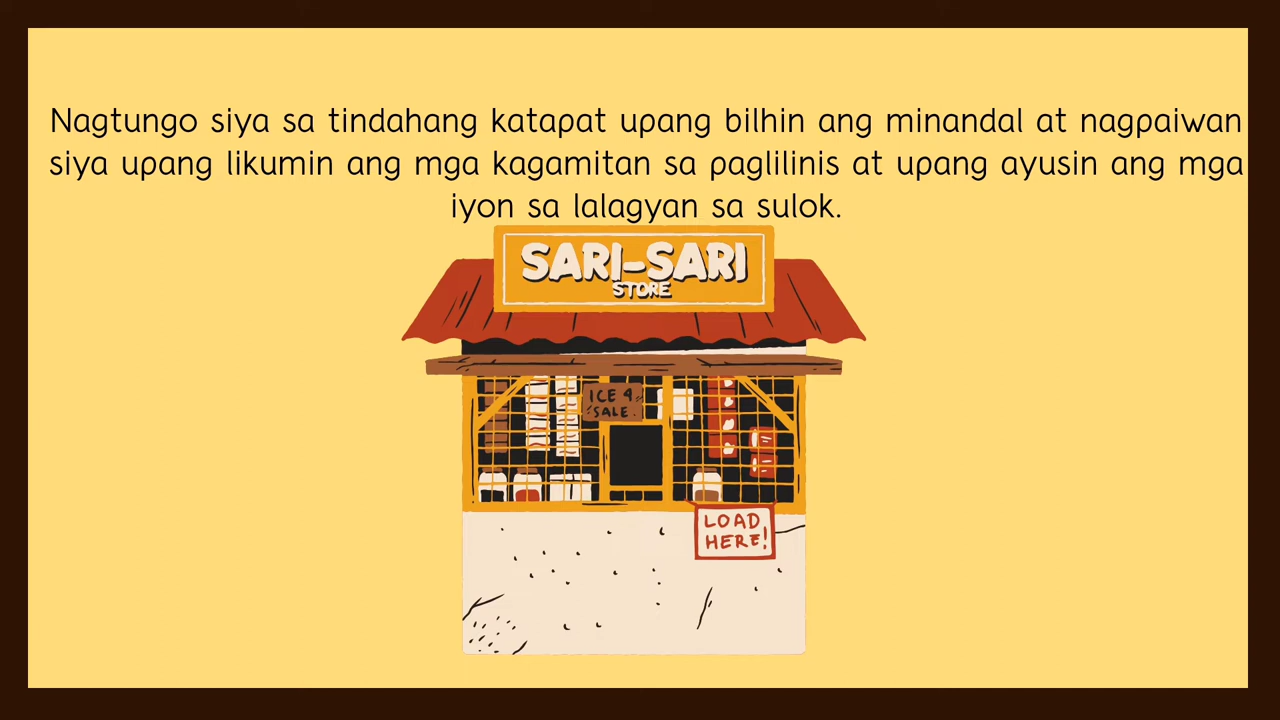 Nagtungo siya sa tindahang katapat upang bilhin ang minandal at nagpaiwan
siya upang likumin ang mga kagamitan sa paglilinis at upang ayusin ang mga
iyon sa lalagyan sa sulok.
SARI-SARI
STORE
ICE 4
SALE.
LOAD
HERE!